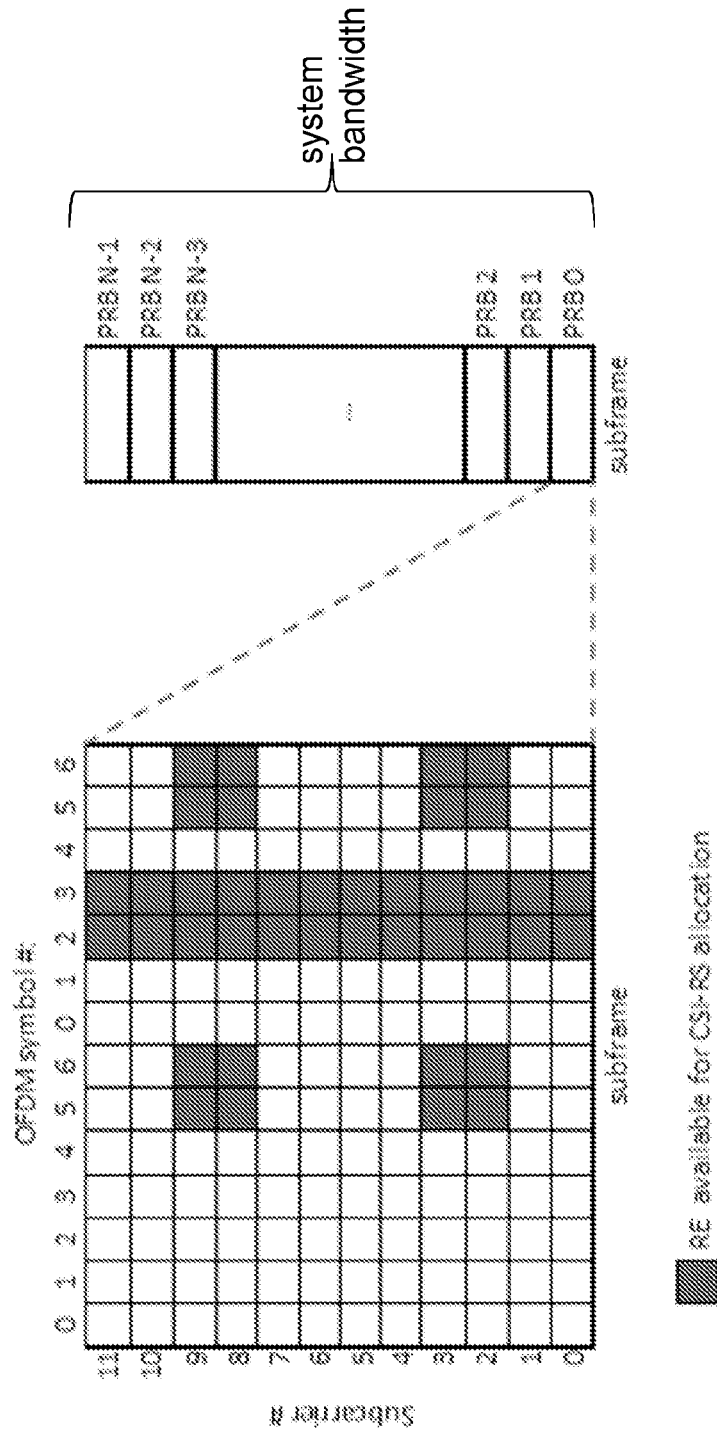 OFDM symbol #:
0 1 2 3 4 5 6 0 1 2 3 4 5 6
Subcarrier #
11
10
9
8
7
6
5
4
3
2
1
0
subframe
RE available for CSI-RS allocation
PRB N-1
PRB N-2
PRB N-3
...
PRB 2
PRB 1
PRB 0
subframe
system
bandwidth